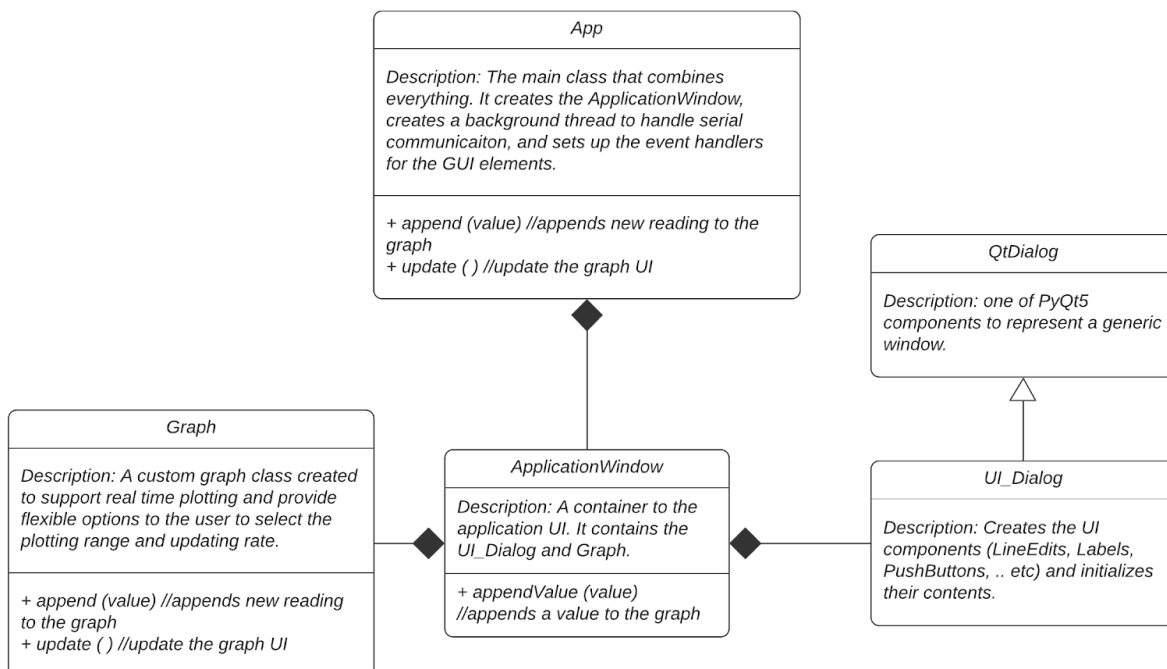 App
Description: The main class that combines
everything. It creates the ApplicationWindow,
creates a background thread to handle serial
communicaiton, and sets up the event handlers
for the GUI elements.
+ append (value) //appends new reading to the
graph
+ update ( ) //update the graph UI
QtDialog
Description: one of PyQt5
components to represent a generic
window.
Graph
Description: A custom graph class created
to support real time plotting and provide
flexible options to the user to select the
plotting range and updating rate.
+ append (value) //appends new reading
to the graph
+ update ( ) //update the graph UI
ApplicationWindow
Description: A container to the
application UI. It contains the
UI_Dialog and Graph.
+ appendValue (value)
//appends a value to the graph
UI_Dialog
Description: Creates the UI
components (LineEdits, Labels,
PushButtons, .. etc) and initializes
their contents.